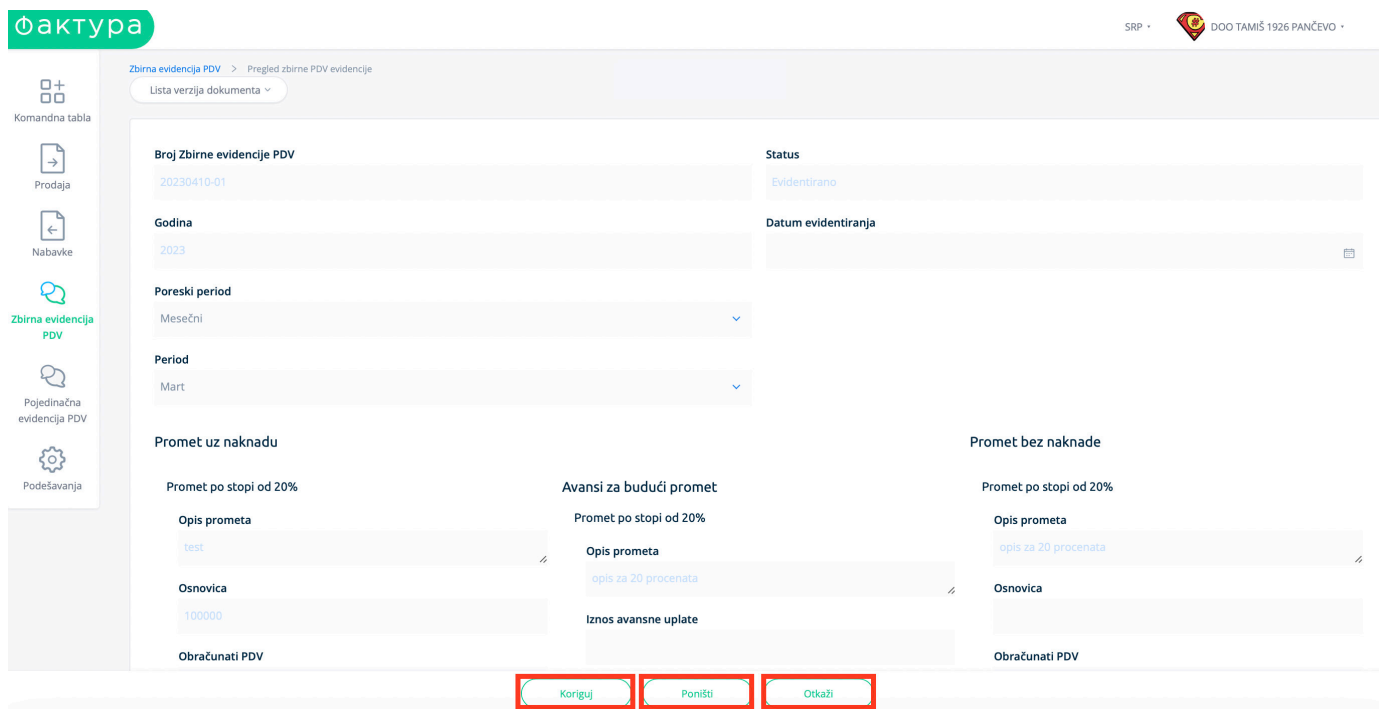 Фактура
SRP
DOO TAMIŠ 1926 PANČEVO
Zbirna evidencija PDV > Pregled zbirne PDV evidencije
Lista verzija dokumenta
Komandna tabla
Prodaja
Nabavke
Zbirna evidencija
PDV
Pojedinačna
evidencija PDV
Podešavanja
Broj Zbirne evidencije PDV
20230410-01
Status
Evidentirano
Godina
2023
Datum evidentiranja
Poreski period
Mesečni
Period
Mart
Promet uz naknadu
Promet po stopi od 20%
Opis prometa
test
Osnovica
100000
Obračunati PDV
Avansi za budući promet
Promet po stopi od 20%
Opis prometa
opis za 20 procenata
Iznos avansne uplate
Promet bez naknade
Promet po stopi od 20%
Opis prometa
opis za 20 procenata
Osnovica
Obračunati PDV
Koriguj
Poništi
Otkaži